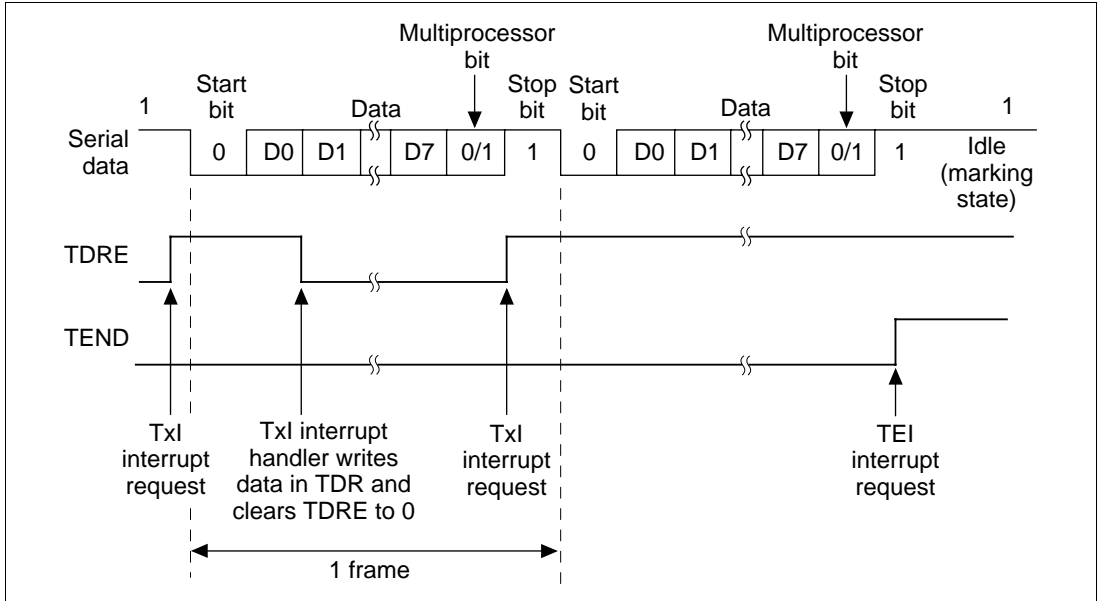 Multiprocessor
bit
Multiprocessor
bit
Start
bit
Stop
bit
Start
bit
Stop
bit
1
Data
Data
1
Serial
data
0
D0
D1
D7
0/1
1
0
D0
D1
D7
0/1
1
Idle
(marking
state)
TDRE
TEND
TxI
interrupt
request
TxI interrupt
handler writes
data in TDR and
clears TDRE to 0
TxI
interrupt
request
TEI
interrupt
request
1 frame